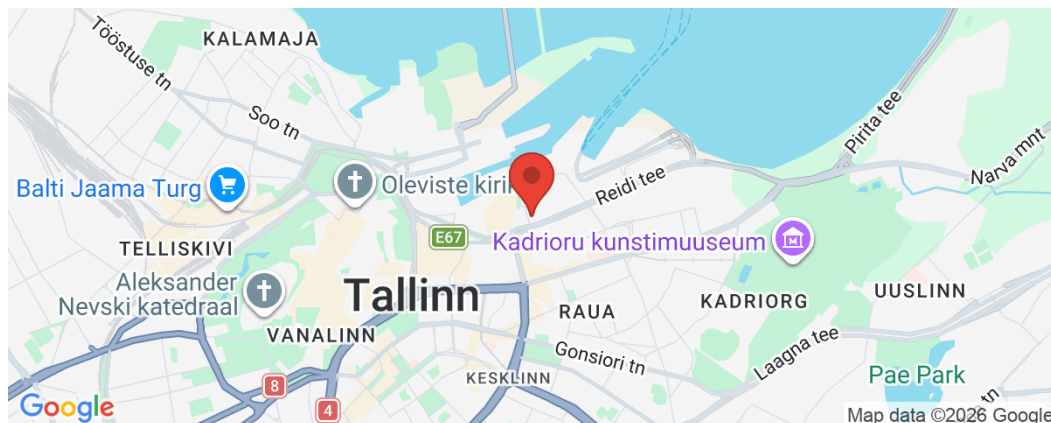 KALAMAJA
Tööstuse tn
Soo tn
Pirita tee
Narva mnt
Balti Jaama Turg
Reidi tee
E67
Kadrioru kunstimuuseum
TELLISKIVI
Aleksander
Nevski katedraal
Tallinn
VANALINN
RAUA
KADRIORG
UUSLINN
Gonsiori tn
Laagna tee
KESKLINN
Pae Park
8
4
Google
Map data ©2026 Google